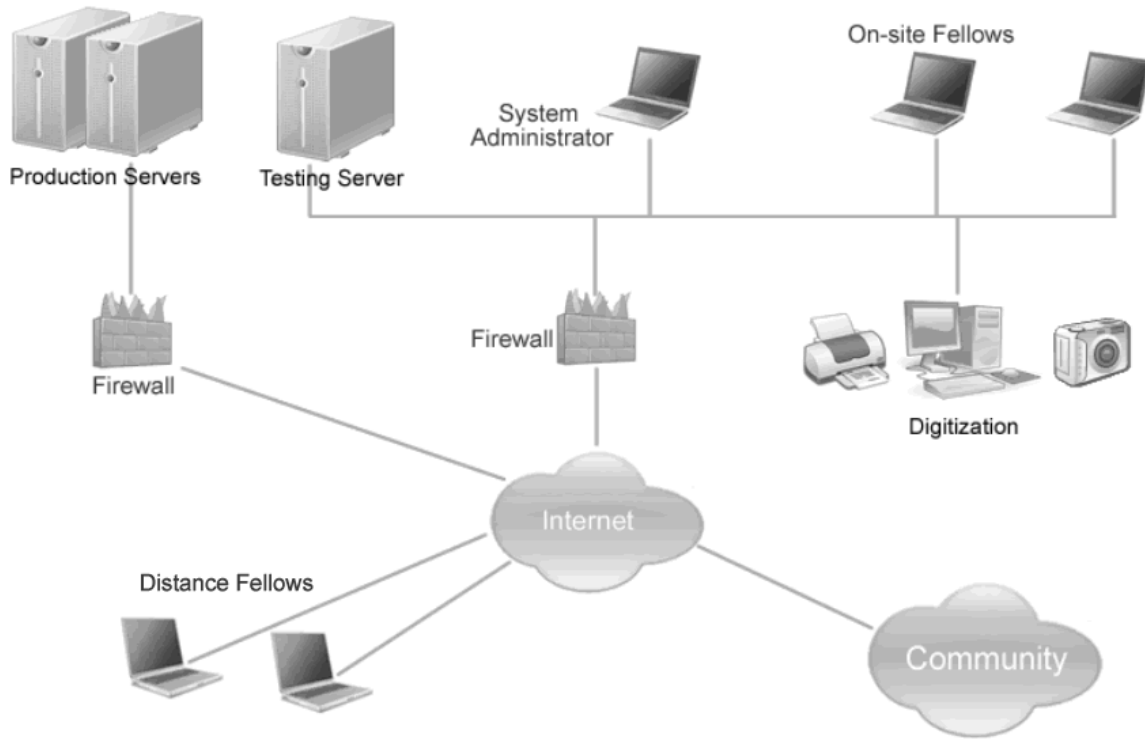 On-site Fellows
System
Administrator
Production Servers
Testing Server
Firewall
Firewall
Digitization
Internet
Distance Fellows
Community